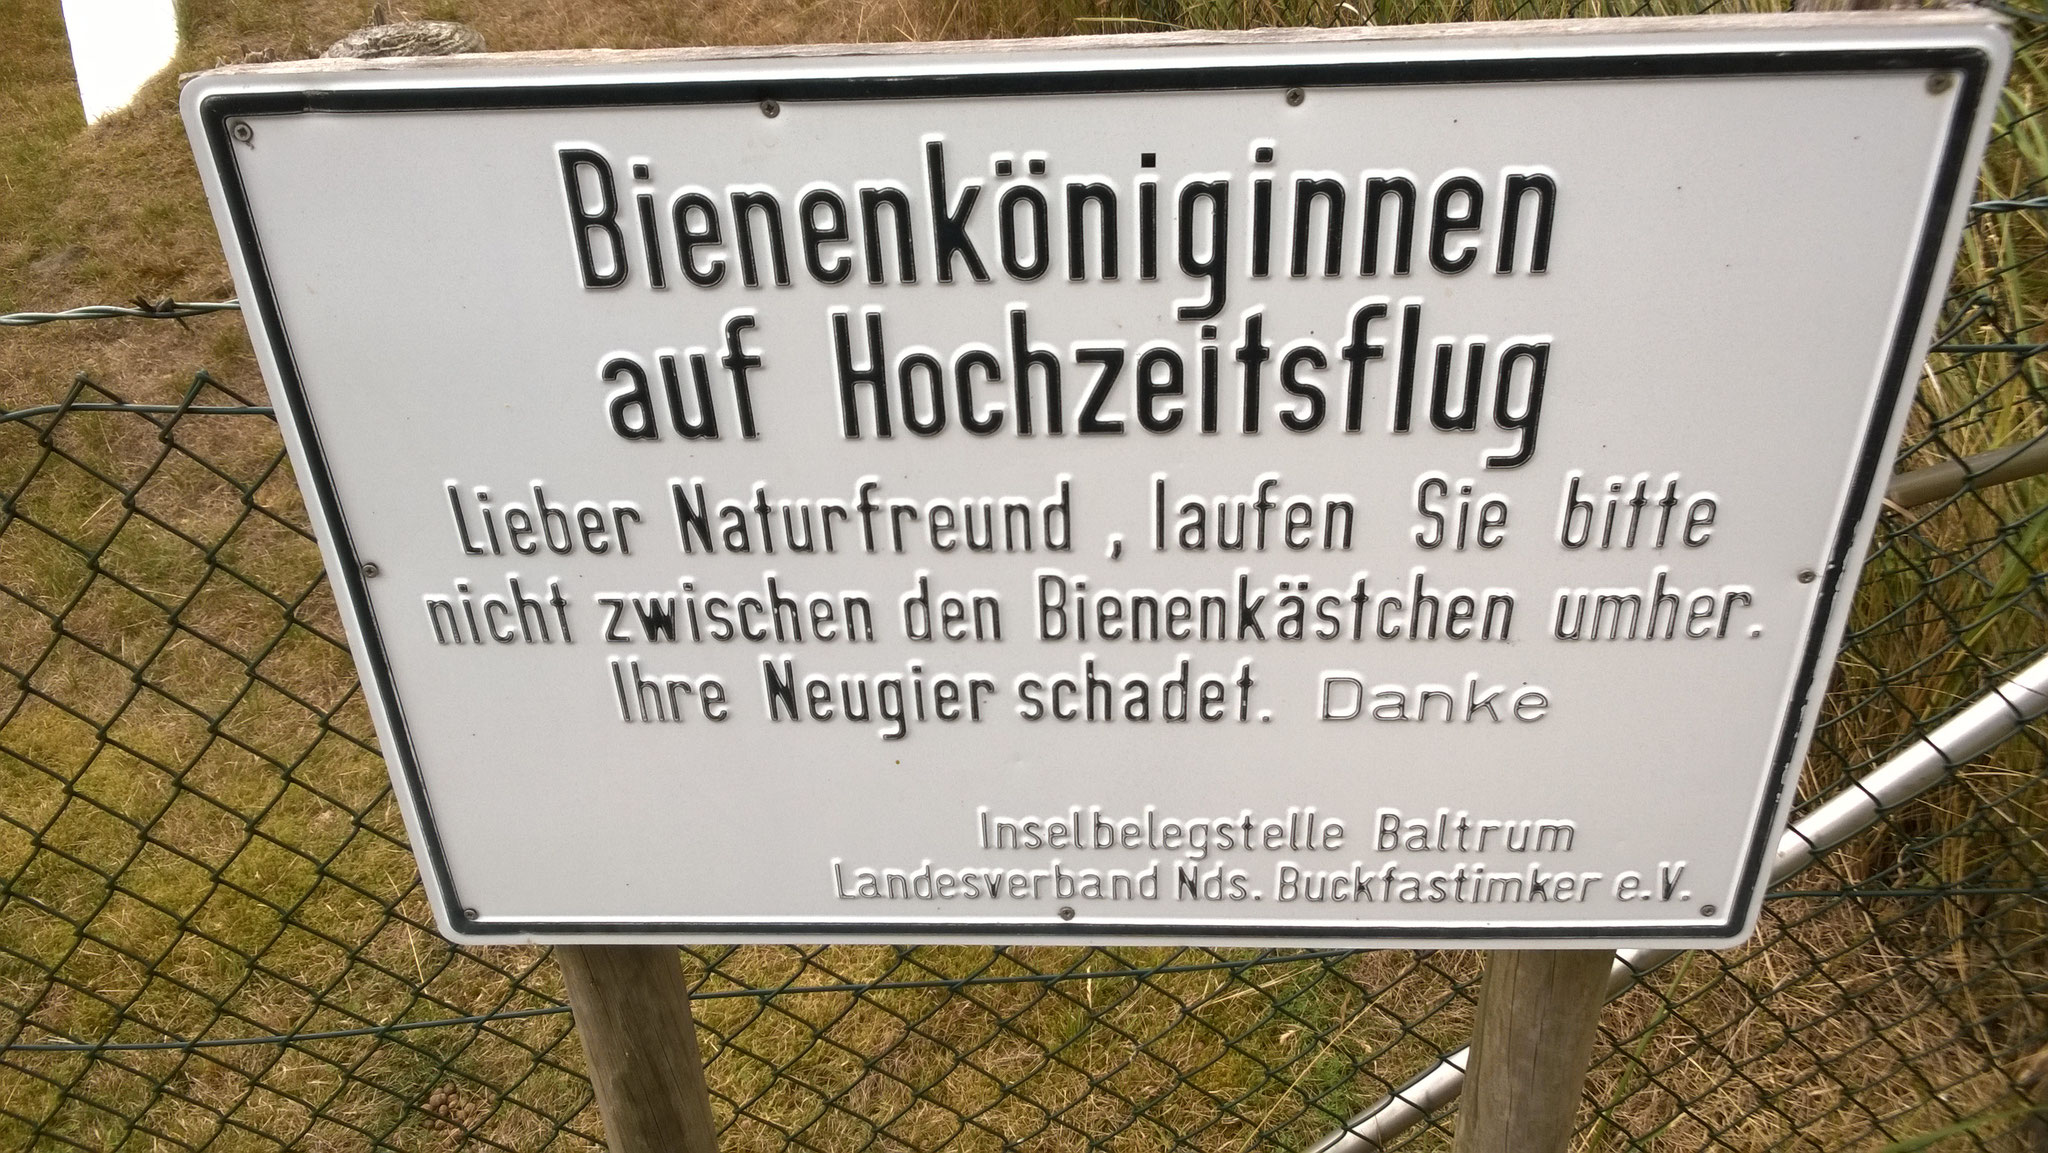 Bienenköniginnen
auf Hochzeitsflug
Lieber Naturfreund, laufen Sie bitte
nicht zwischen den Bienenkästchen umher.
Ihre Neugier schadet. Danke
Inselbelegstelle Baltrum
Landesverband Nds. Buckfastimker e.V.